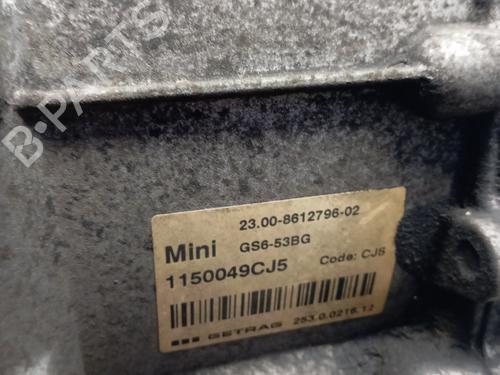 B-PARTS
23.00-8612796-02
Mini GS6-53BG
1150049CJ5 Code: CJ5
GETRAG 253.0.0216.12